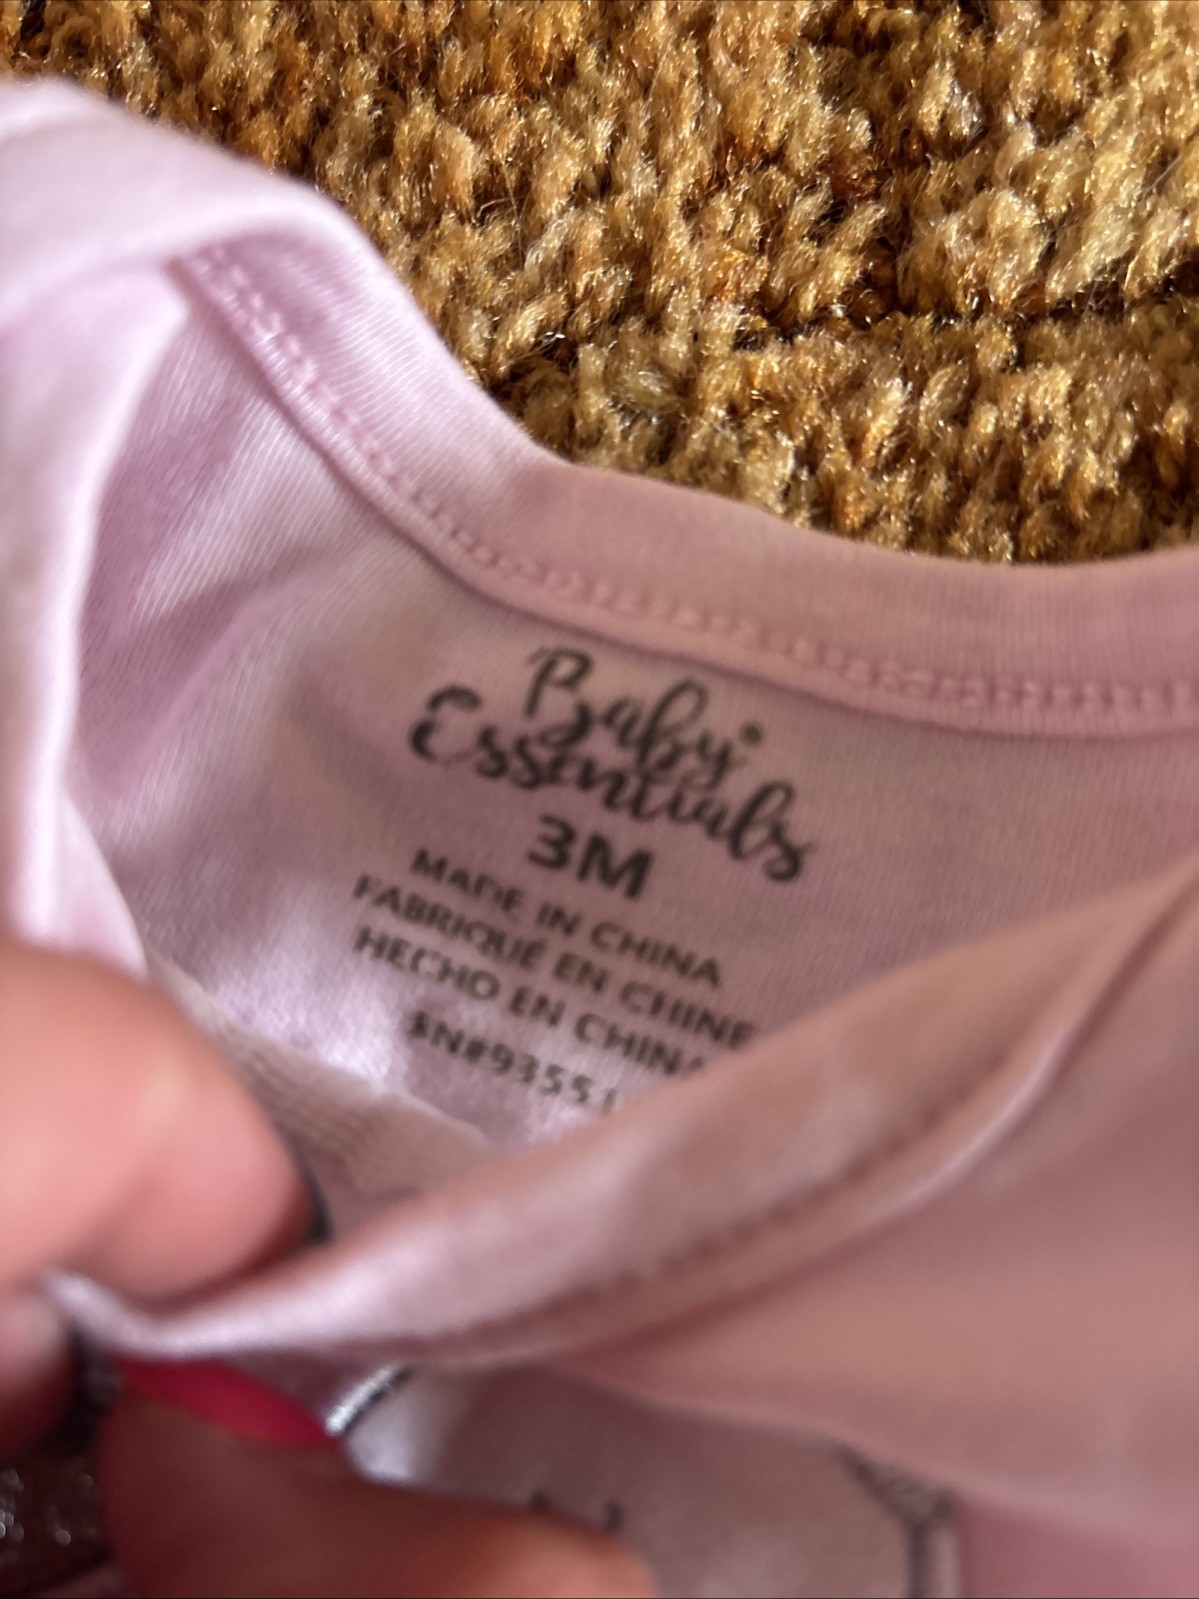 Baby®
Essentials
3M
MADE IN CHINA
FABRIQUÉ EN CHINE
HECHO EN CHINA